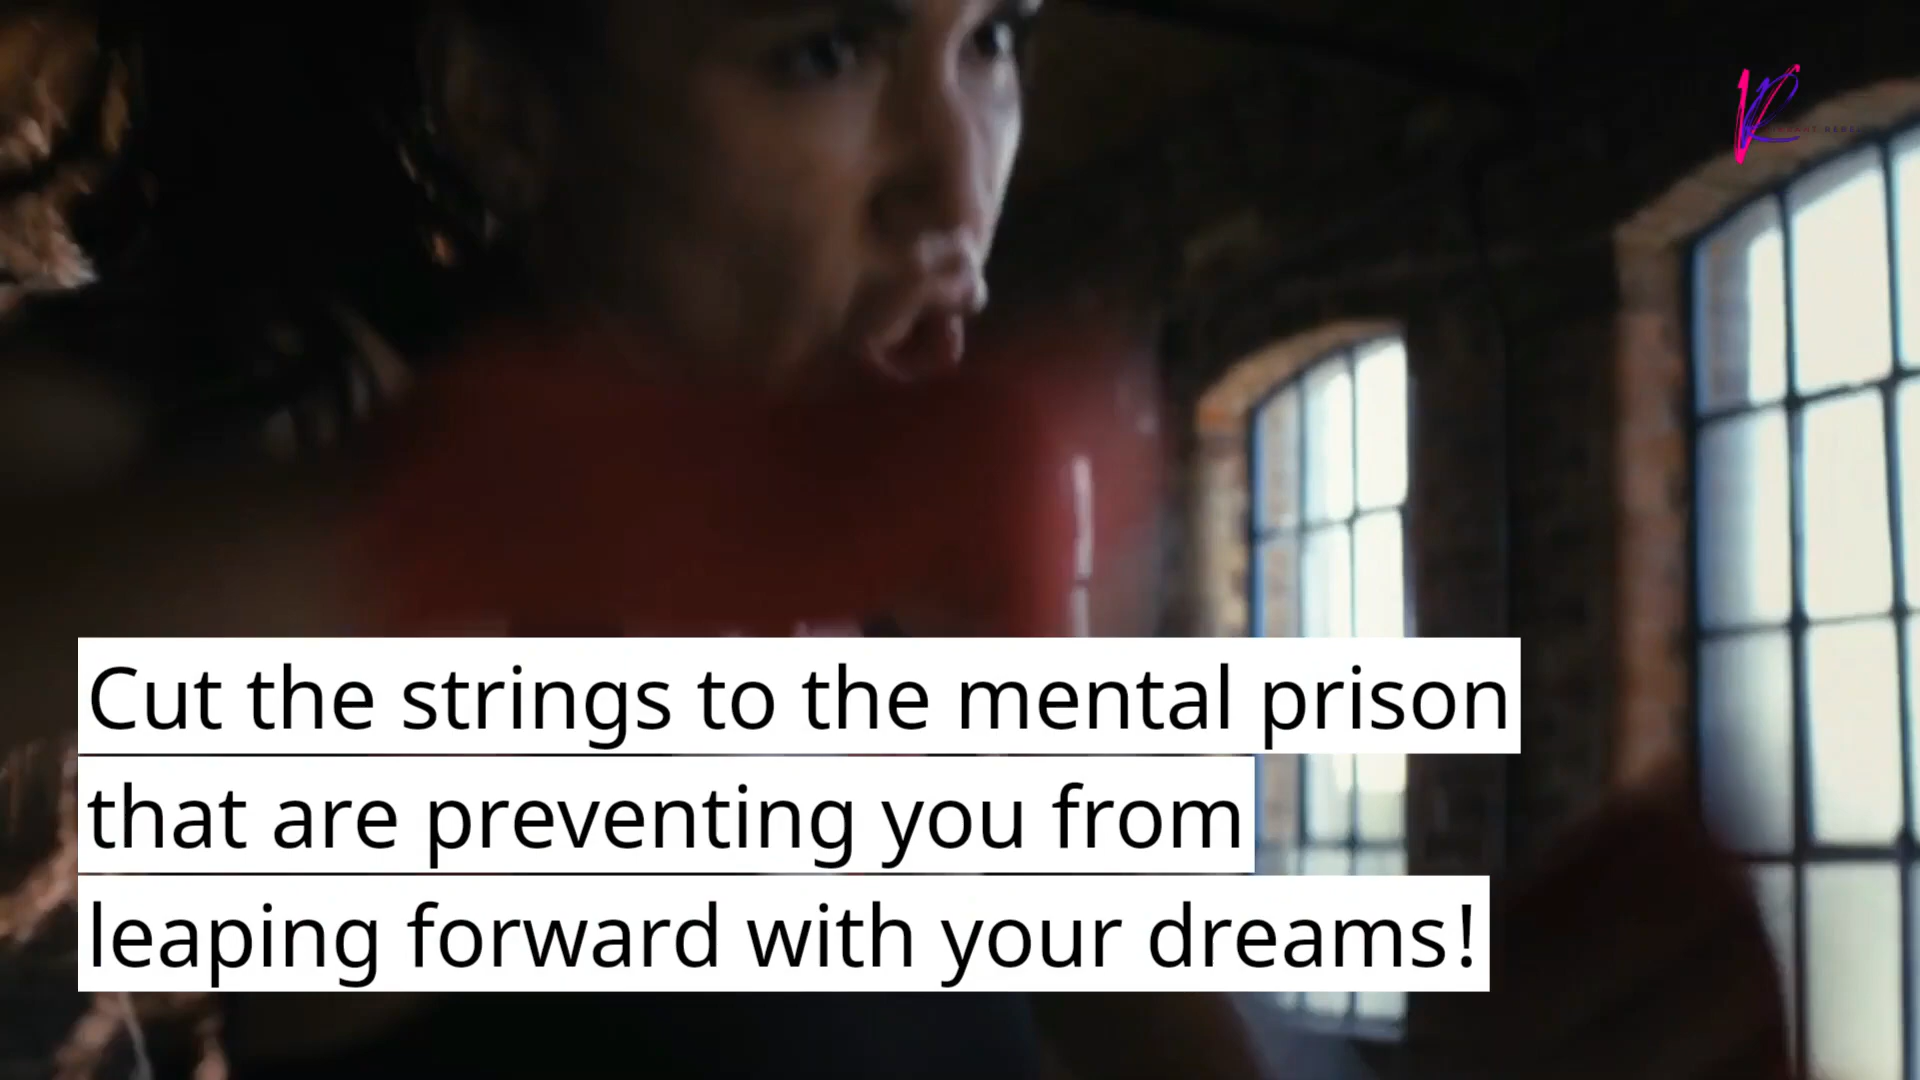 Cut the strings to the mental prison
that are preventing you from
leaping forward with your dreams!